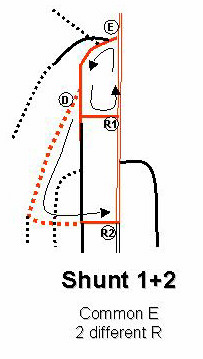 E
D
R1
R2
Shunt 1+2
Common E
2 different R